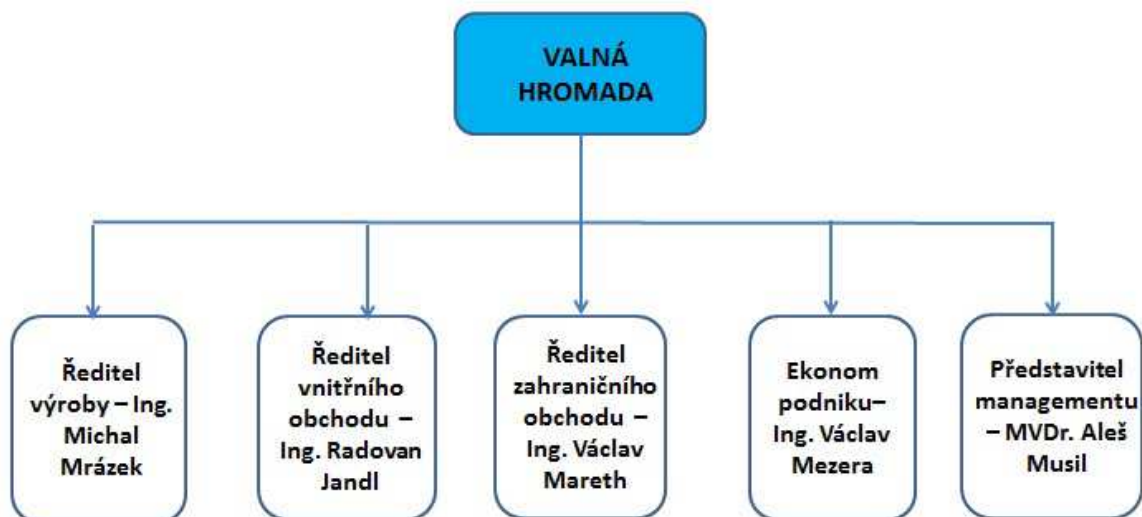 VALNÁ
HROMADA
Ředitel
výroby – Ing.
Michal
Mrázek
Ředitel
vnitřního
obchodu –
Ing. Radovan
Jandl
Ředitel
zahraničního
obchodu –
Ing. Václav
Mareth
Ekonom
podniku–
Ing. Václav
Mezera
Představitel
managementu
– MVDr. Aleš
Musil